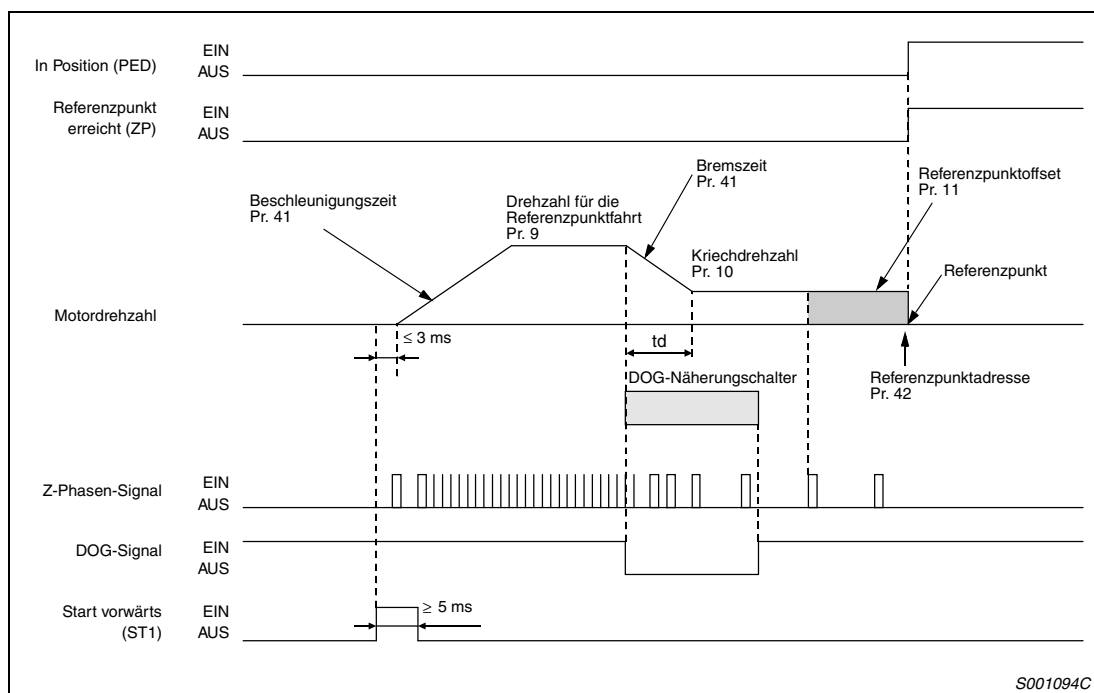 In Position (PED)
EIN
AUS
Referenzpunkt
erreicht (ZP)
EIN
AUS
Beschleunigungszeit
Pr. 41
Drehzahl für die
Referenzpunktfahrt
Pr. 9
Bremszeit
Pr. 41
Kriechdrehzahl
Pr. 10
Referenzpunktoffset
Pr. 11
Referenzpunkt
Motordrehzahl
≤ 3 ms
td
DOG-Näherungschalter
Referenzpunktadresse
Pr. 42
Z-Phasen-Signal
EIN
AUS
DOG-Signal
EIN
AUS
Start vorwärts
(ST1)
EIN
AUS
≥ 5 ms
S001094C